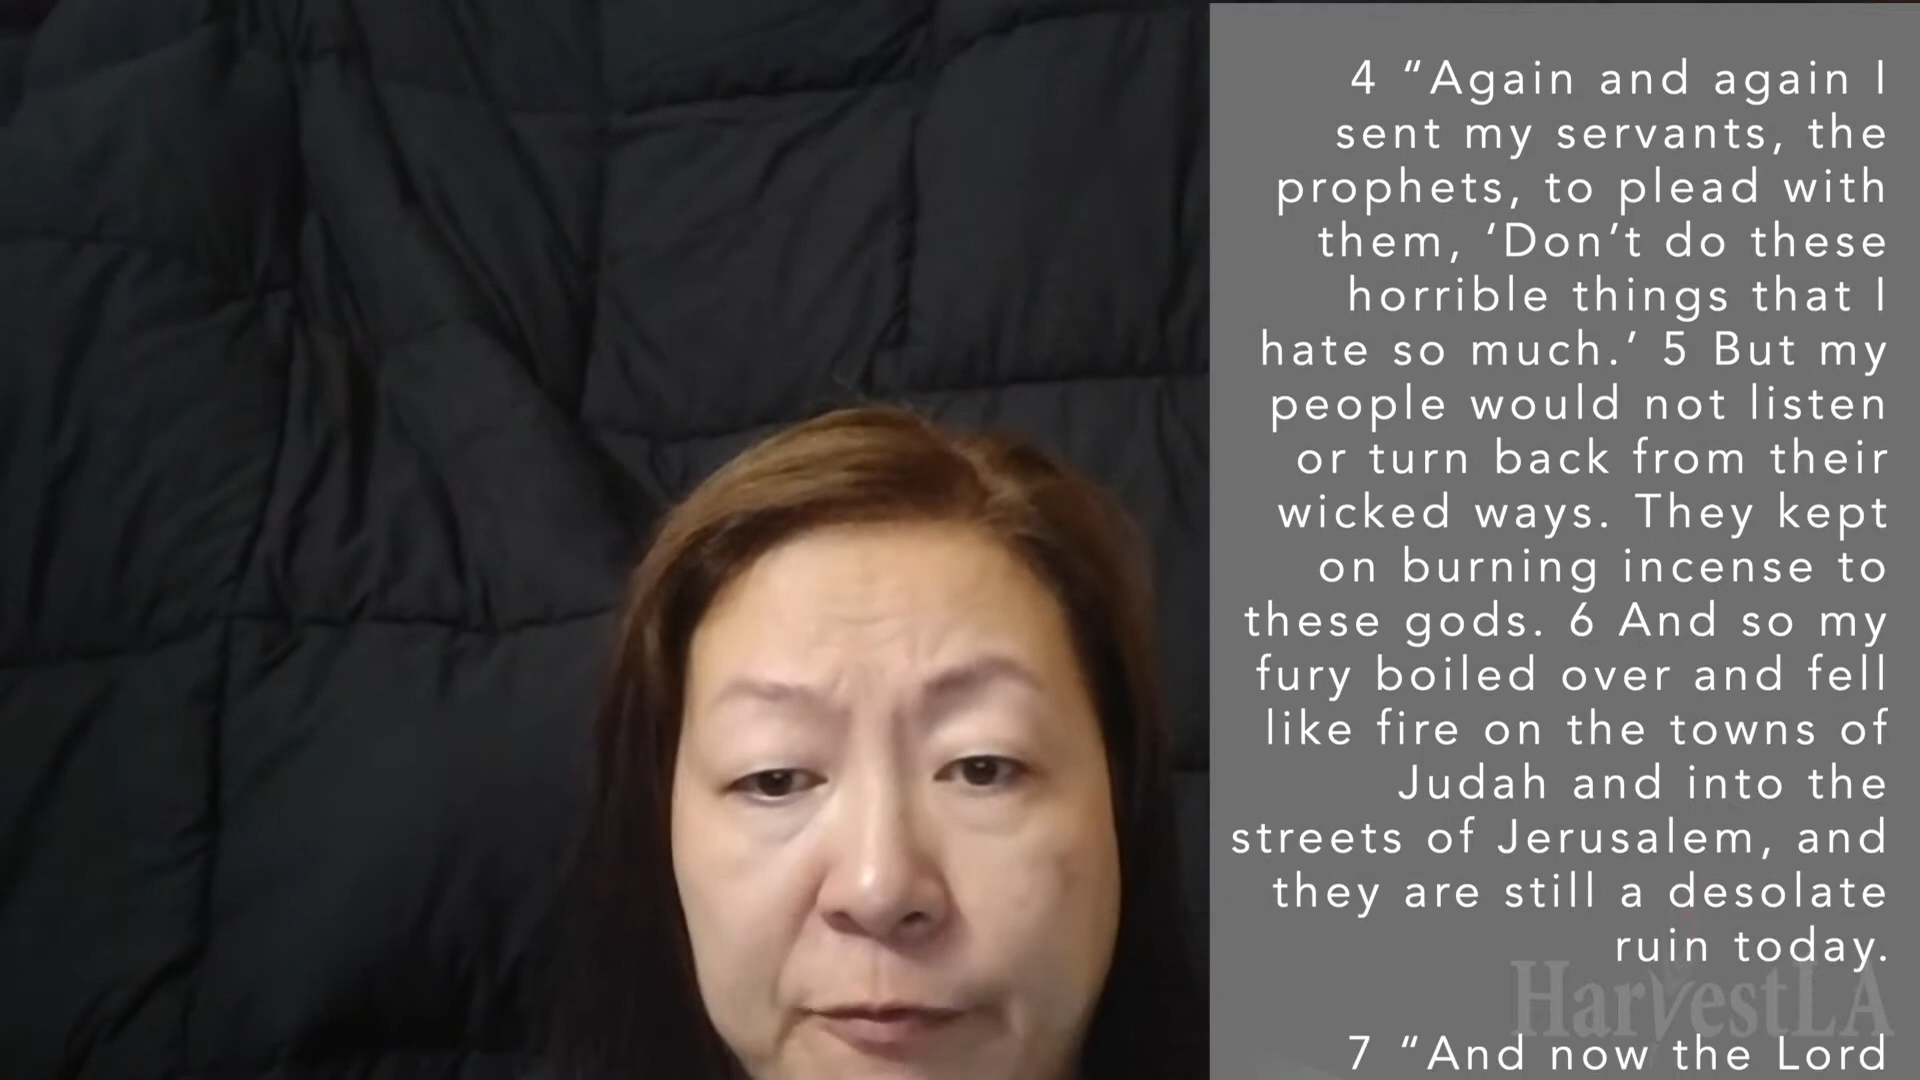 4 “Again and again I
sent my servants, the
prophets, to plead with
them, ‘Don’t do these
horrible things that I
hate so much.’ 5 But my
people would not listen
or turn back from their
wicked ways. They kept
on burning incense to
these gods. 6 And so my
fury boiled over and fell
like fire on the towns of
Judah and into the
streets of Jerusalem, and
they are still a desolate
ruin today.
HarvestLA
7 “And now the Lord